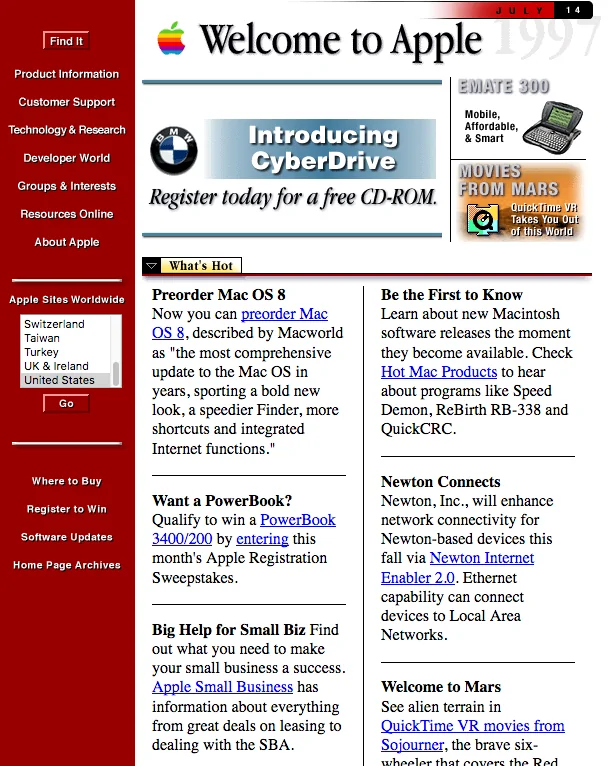 JULY 14
1997
Welcome to Apple
Find It
Product Information
Customer Support
Technology & Research
Developer World
Groups & Interests
Resources Online
About Apple
Apple Sites Worldwide
Switzerland
Taiwan
Turkey
UK & Ireland
United States
Go
Where to Buy
Register to Win
Software Updates
Home Page Archives
BMW
Introducing
CyberDrive
Register today for a free CD-ROM.
EMATE 300
Mobile,
Affordable,
& Smart
MOVIES
FROM MARS
QuickTime VR
Takes You Out
of this World
What's Hot
Preorder Mac OS 8
Now you can preorder Mac
OS 8, described by Macworld
as "the most comprehensive
update to the Mac OS in
years, sporting a bold new
look, a speedier Finder, more
shortcuts and integrated
Internet functions."
Want a PowerBook?
Qualify to win a PowerBook
3400/200 by entering this
month's Apple Registration
Sweepstakes.
Big Help for Small Biz Find
out what you need to make
your small business a success.
Apple Small Business has
information about everything
from great deals on leasing to
dealing with the SBA.
Be the First to Know
Learn about new Macintosh
software releases the moment
they become available. Check
Hot Mac Products to hear
about programs like Speed
Demon, ReBirth RB-338 and
QuickCRC.
Newton Connects
Newton, Inc., will enhance
network connectivity for
Newton-based devices this
fall via Newton Internet
Enabler 2.0. Ethernet
capability can connect
devices to Local Area
Networks.
Welcome to Mars
See alien terrain in
QuickTime VR movies from
Sojourner, the brave six-
wheeler that covers the Red